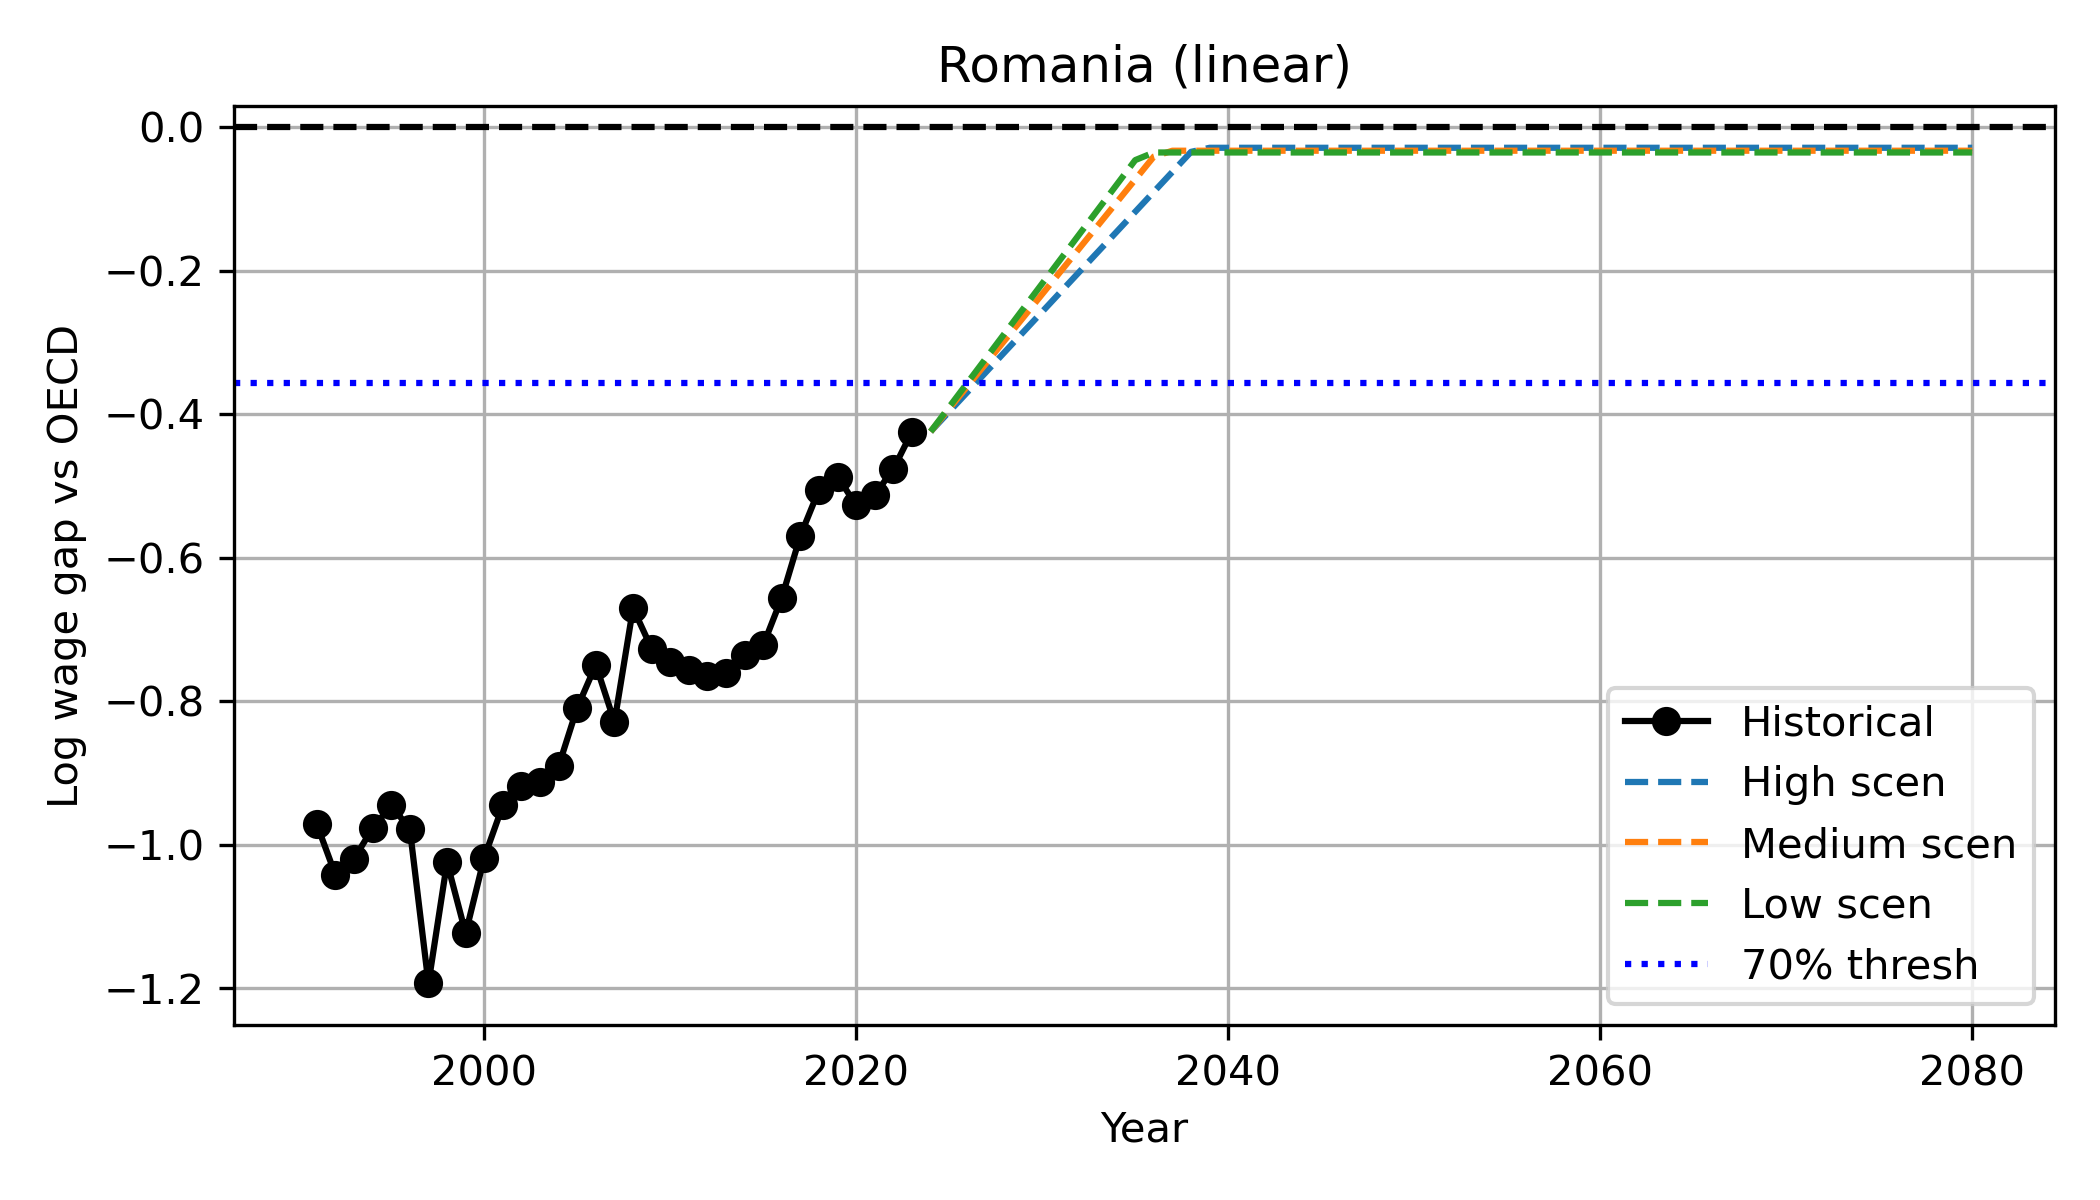 Romania (linear)
Log wage gap vs OECD
0.0
−0.2
−0.4
−0.6
−0.8
−1.0
−1.2
Historical
High scen
Medium scen
Low scen
70% thresh
2000 2020 2040 2060 2080
Year